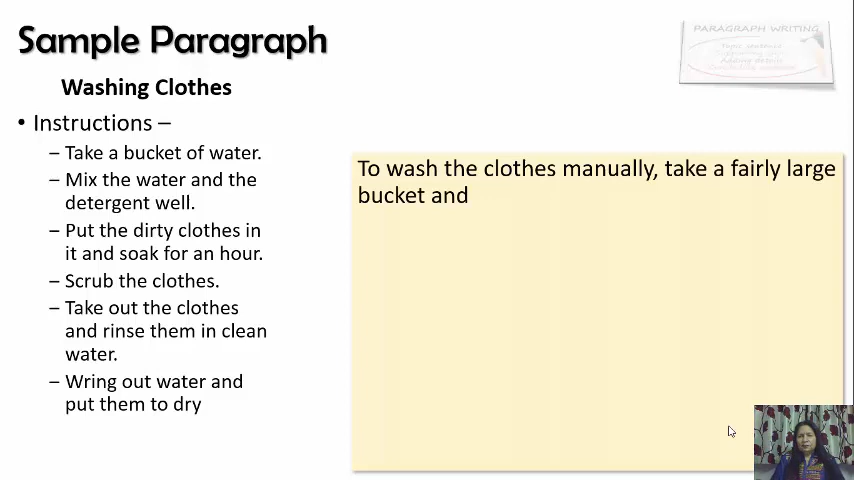 Sample Paragraph
PARAGRAPH WRITING
Washing Clothes
• Instructions –
– Take a bucket of water.
– Mix the water and the
detergent well.
– Put the dirty clothes in
it and soak for an hour.
– Scrub the clothes.
– Take out the clothes
and rinse them in clean
water.
– Wring out water and
put them to dry
To wash the clothes manually, take a fairly large
bucket and